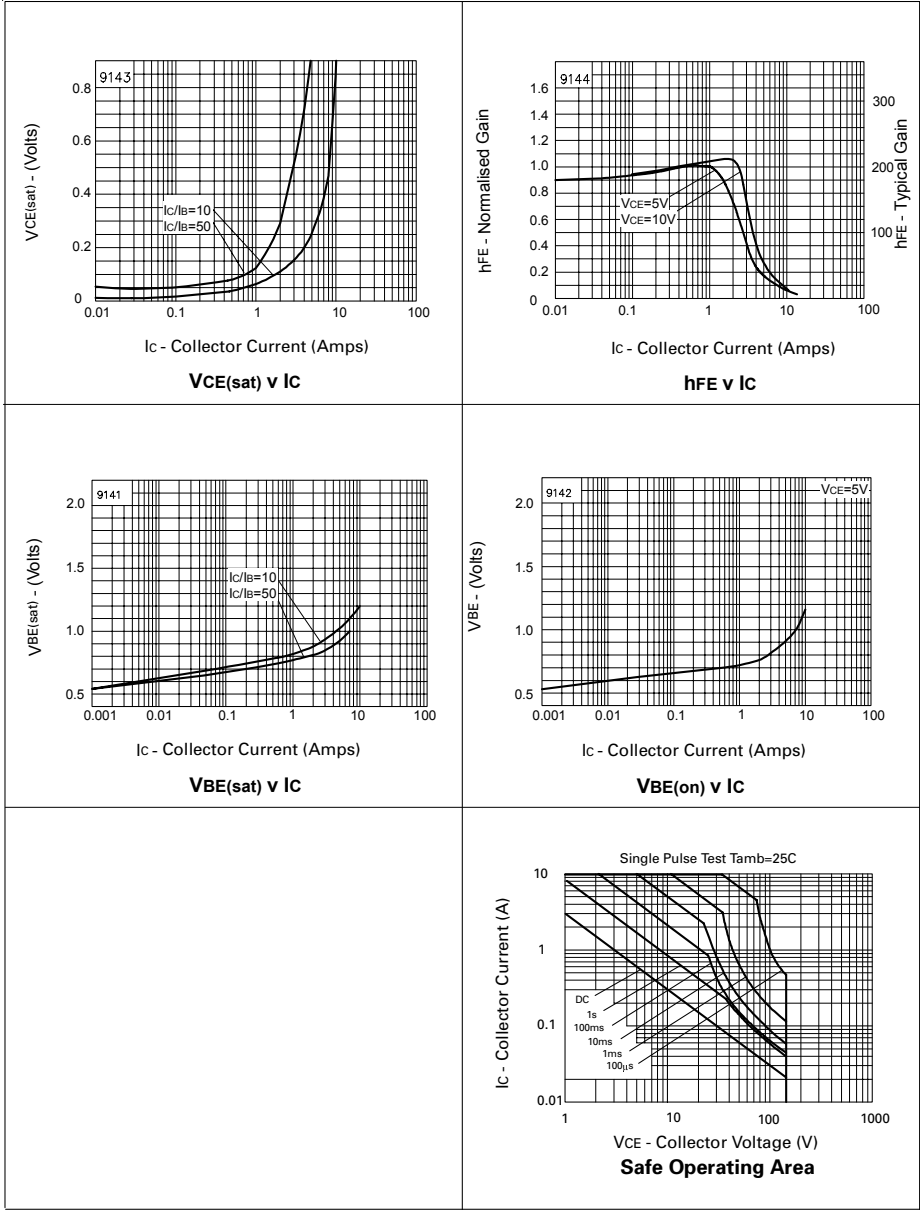 9143
0.8
0.6
0.4
0.2
0
VCE(sat) - (Volts)
IC/IB=10
IC/IB=50
0.01
0.1
1
10
100
IC - Collector Current (Amps)
VCE(sat) v IC
9144
1.6
1.4
1.2
1.0
0.8
0.6
0.4
0.2
0
hFE - Normalised Gain
300
200
100
hFE - Typical Gain
VCE=5V
VCE=10V
0.01
0.1
1
10
100
IC - Collector Current (Amps)
hFE v IC
9141
2.0
1.5
1.0
0.5
VBE(sat) - (Volts)
IC/IB=10
IC/IB=50
0.001
0.01
0.1
1
10
100
IC - Collector Current (Amps)
VBE(sat) v IC
9142
VCE=5V
2.0
1.5
1.0
0.5
VBE - (Volts)
0.001
0.01
0.1
1
10
100
IC - Collector Current (Amps)
VBE(on) v IC
Single Pulse Test Tamb=25C
10
1
0.1
0.01
IC - Collector Current (A)
DC
1s
100ms
10ms
1ms
100µs
1
10
100
1000
VCE - Collector Voltage (V)
Safe Operating Area